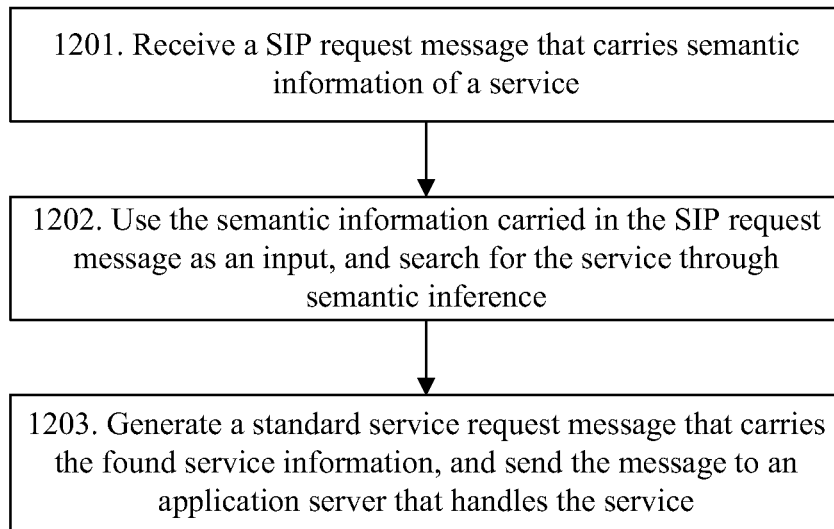 1201. Receive a SIP request message that carries semantic
information of a service
1202. Use the semantic information carried in the SIP request
message as an input, and search for the service through
semantic inference
1203. Generate a standard service request message that carries
the found service information, and send the message to an
application server that handles the service